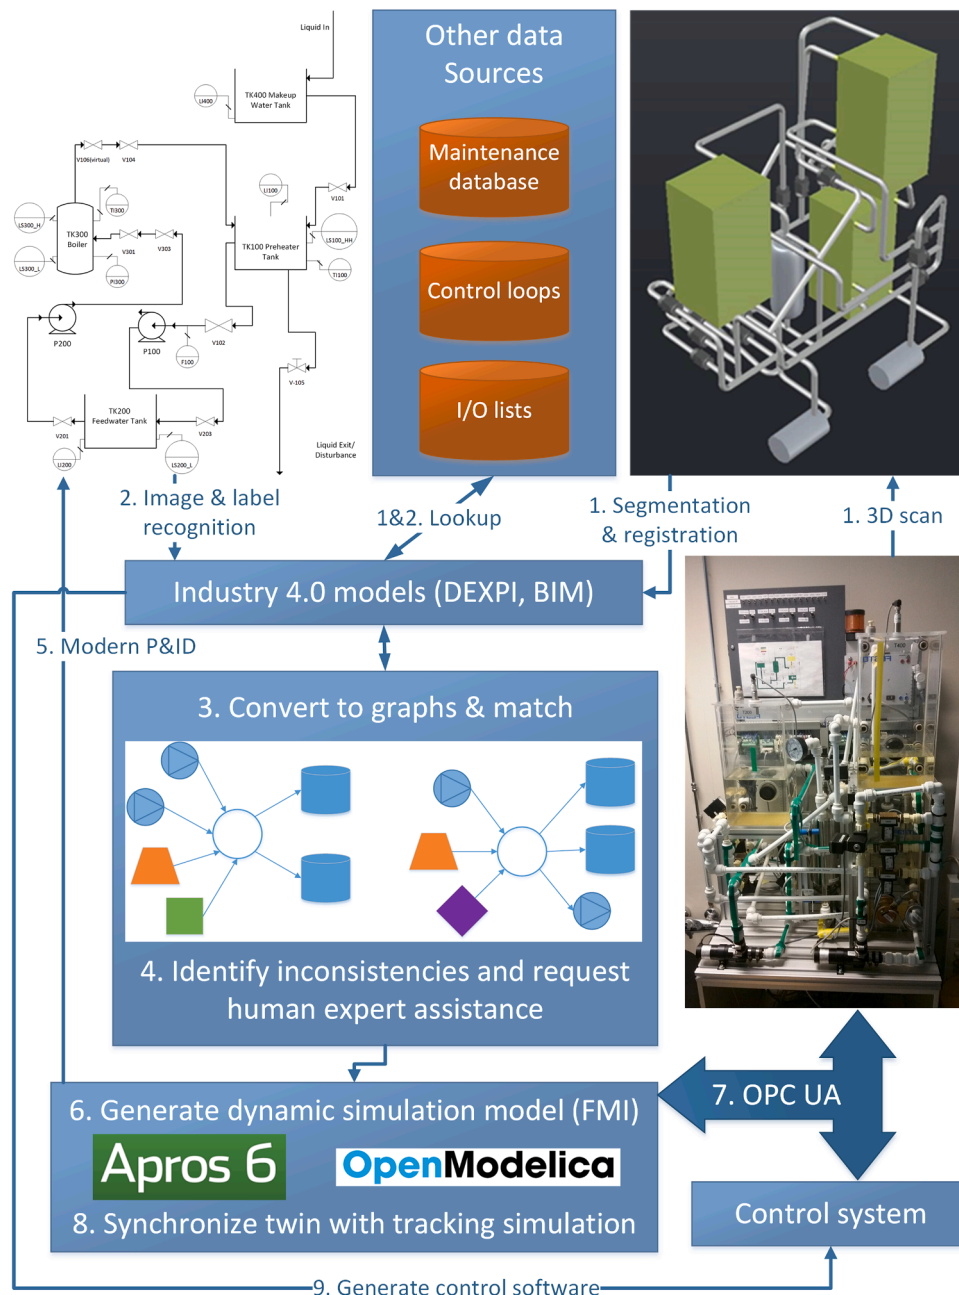 Liquid In
TK400 Makeup
Water Tank
LI400
V106(virtual)
V104
LI100
V101
TI300
LS300_H
TK300
Boiler
LS300_L
V301
V303
PI300
LS100_HH
TK100 Preheater
Tank
TI100
P200
P100
V102
F100
V-105
TK200
Feedwater Tank
V201
V203
LI200
LS200_L
Liquid Exit/
Disturbance
Other data
Sources
Maintenance
database
Control loops
I/O lists
2. Image & label
recognition
1&2. Lookup
1. Segmentation
& registration
1. 3D scan
Industry 4.0 models (DEXPI, BIM)
5. Modern P&ID
3. Convert to graphs & match
4. Identify inconsistencies and request
human expert assistance
T400
6. Generate dynamic simulation model (FMI)
Apros 6
OpenModelica
8. Synchronize twin with tracking simulation
7. OPC UA
Control system
9. Generate control software